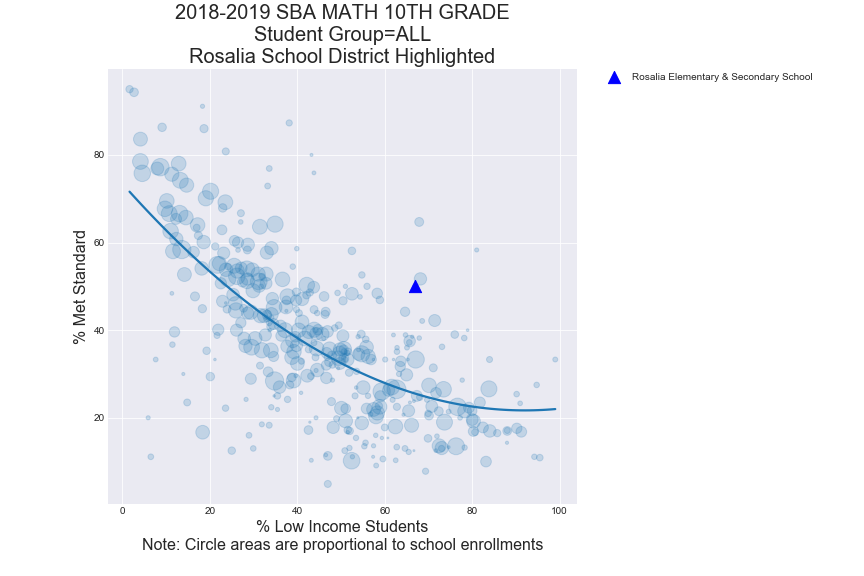 2018-2019 SBA MATH 10TH GRADE
Student Group=ALL
Rosalia School District Highlighted
Rosalia Elementary & Secondary School
80
60
40
20
% Met Standard
0 20 40 60 80 100
% Low Income Students
Note: Circle areas are proportional to school enrollments